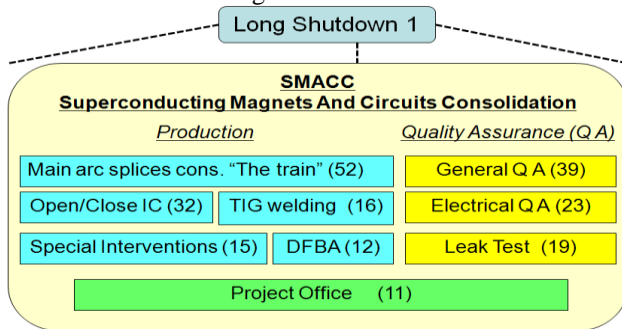 Long Shutdown 1
SMACC
Superconducting Magnets And Circuits Consolidation
Production
Quality Assurance (Q A)
Main arc splices cons. “The train” (52)
General Q A (39)
Open/Close IC (32)
TIG welding (16)
Electrical Q A (23)
Special Interventions (15)
DFBA (12)
Leak Test (19)
Project Office (11)